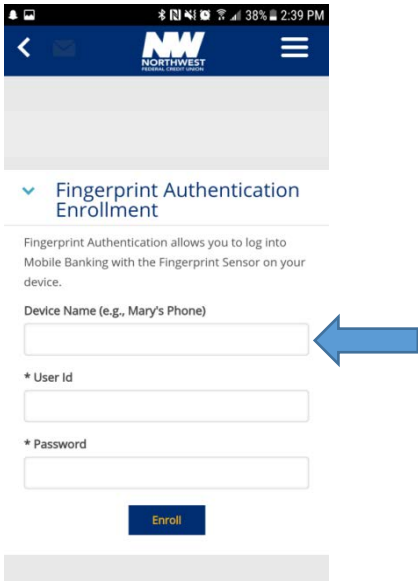 38% 2:39 PM
NW
NORTHWEST
FEDERAL CREDIT UNION
Fingerprint Authentication
Enrollment
Fingerprint Authentication allows you to log into
Mobile Banking with the Fingerprint Sensor on your
device.
Device Name (e.g., Mary's Phone)
* User Id
* Password
Enroll